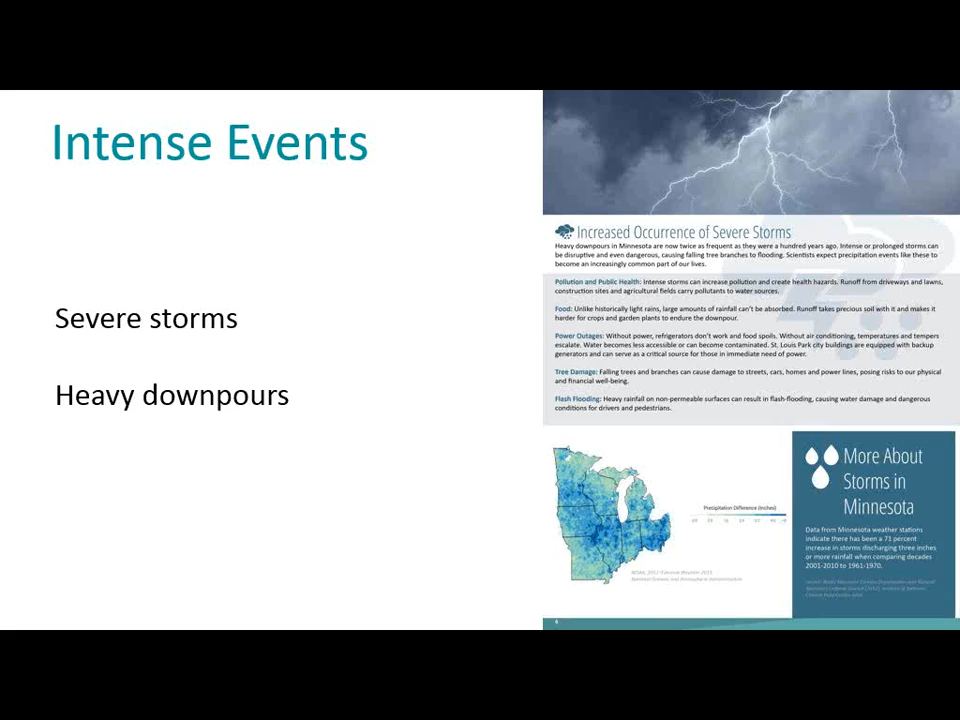 Intense Events
Severe storms
Heavy downpours
Increased Occurrence of Severe Storms
Heavy downpours in Minnesota are now twice as frequent as they were a hundred years ago. Intense or prolonged storms can
be disruptive and even dangerous, causing falling tree branches to flooding. Scientists expect precipitation events like these to
become an increasingly common part of our lives.
Pollution and Public Health: Intense storms can increase pollution and create health hazards. Runoff from driveways and lawns,
construction sites and agricultural fields carry pollutants to water sources.
Food: Unlike historically light rains, large amounts of rainfall can't be absorbed. Runoff takes precious soil with it and makes it
harder for crops and garden plants to endure the downpour.
Power Outages: Without power, refrigerators don't work and food spoils. Without air conditioning, temperatures and tempers
escalate. Water becomes less accessible or can become contaminated. St. Louis Park city buildings are equipped with backup
generators and can serve as a critical source for those in immediate need of power.
Tree Damage: Falling trees and branches can cause damage to streets, cars, homes and power lines, posing risks to our physical
and financial well-being.
Flash Flooding: Heavy rainfall on non-permeable surfaces can result in flash-flooding, causing water damage and dangerous
conditions for drivers and pedestrians.
Precipitation Difference (Inches)
More About
Storms in
Minnesota
Data from Minnesota weather stations
indicate there has been a 71 percent
increase in storms discharging three inches
or more rainfall when comparing decades
2001-2010 to 1961-1970.